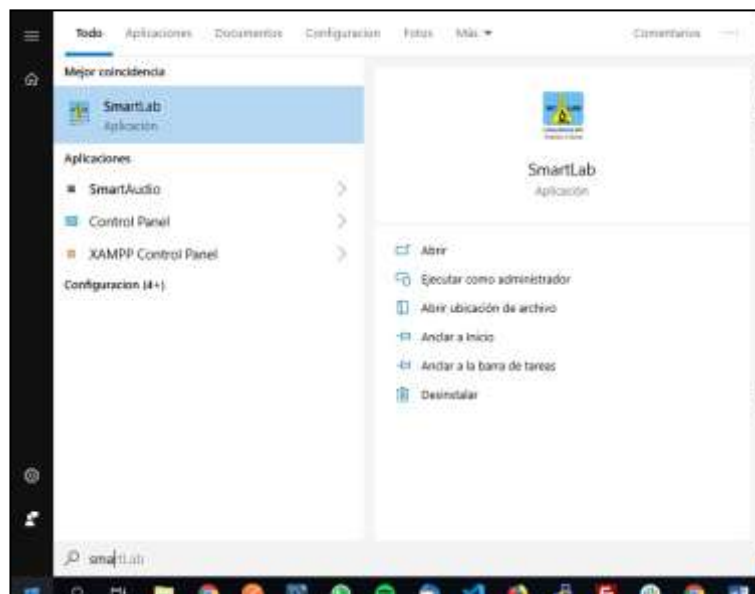 Todo Aplicaciones Documentos Configuración Fotos Más Comentarios
Mejor coincidencia
SmartLab
Aplicación
Aplicaciones
SmartAudio
Control Panel
XAMPP Control Panel
Configuración (4+)
smartLab
SmartLab
Aplicación
Abrir
Ejecutar como administrador
Abrir ubicación de archivo
Anclar a Inicio
Anclar a la barra de tareas
Desinstalar